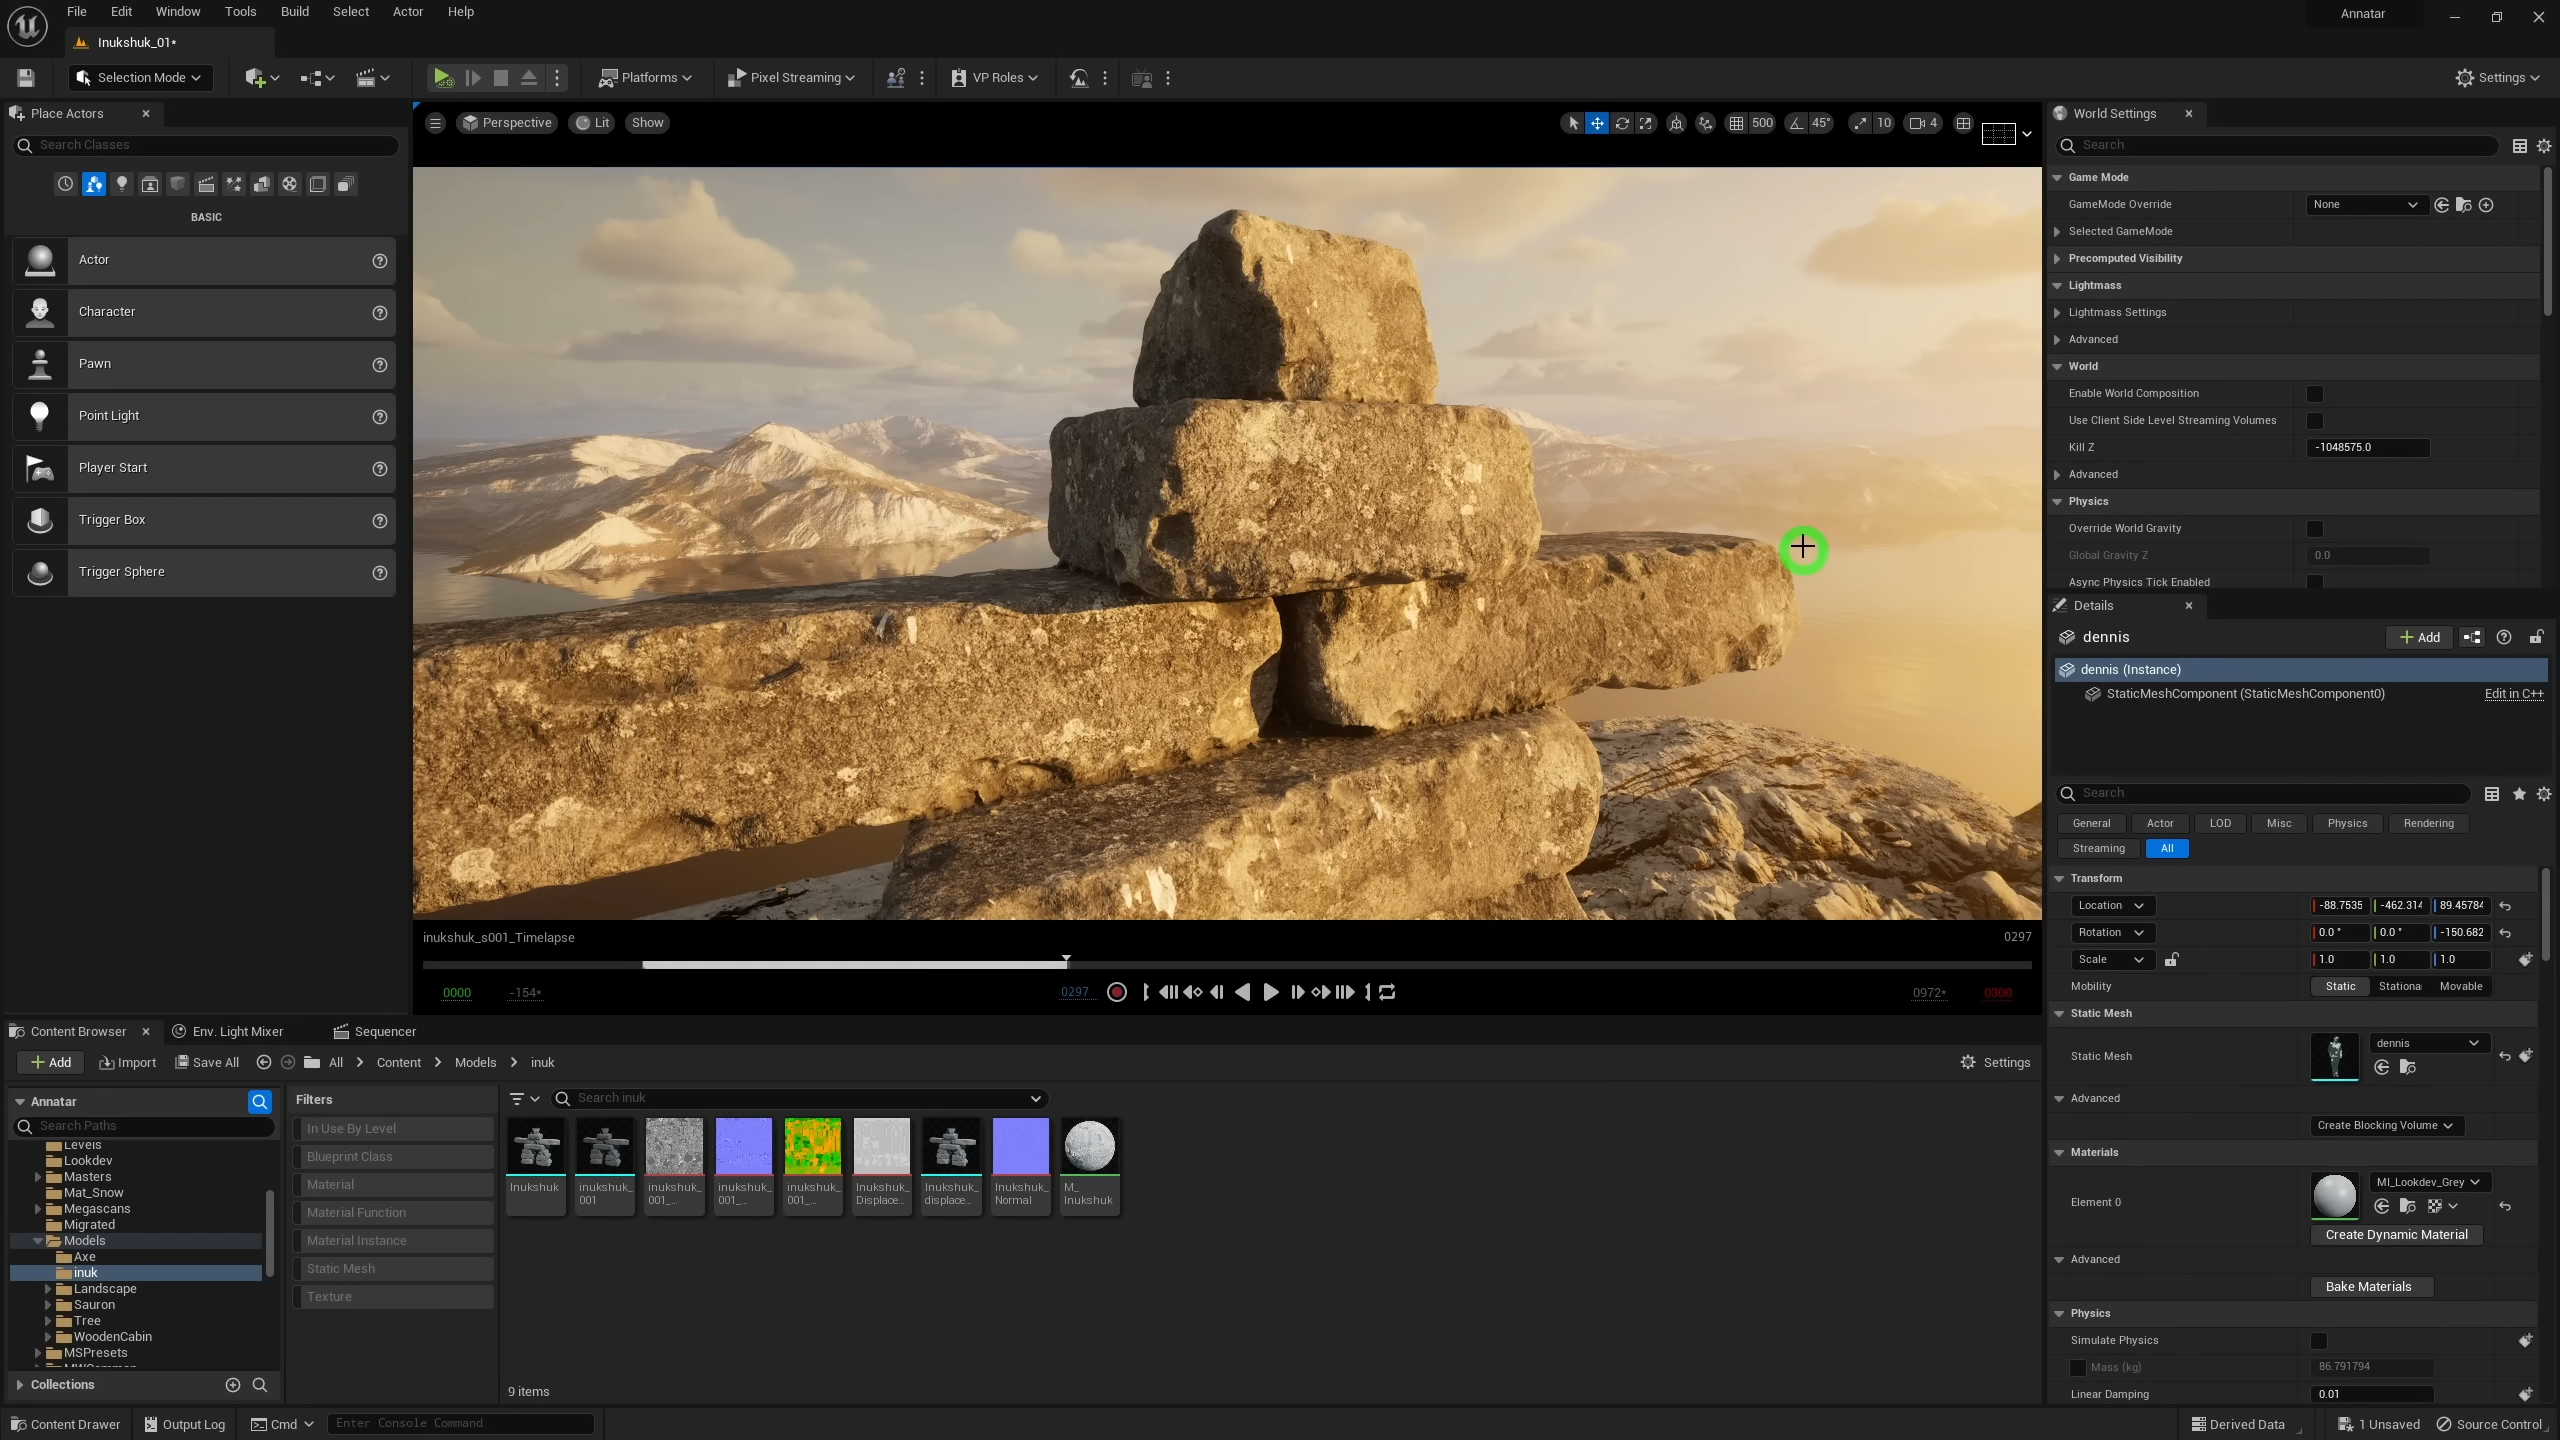 File Edit Window Tools Build Select Actor Help
Annatar
Inukshuk_01*
Selection Mode
Platforms
Pixel Streaming
VP Roles
Settings
Place Actors
Search Classes
BASIC
Actor
Character
Pawn
Point Light
Player Start
Trigger Box
Trigger Sphere
Perspective Lit Show
500 45° 10 4
inukshuk_s001_Timelapse
0297
0000 -154* 0297 0972* 0300
World Settings
Search
Game Mode
GameMode Override None
Selected GameMode
Precomputed Visibility
Lightmass
Lightmass Settings
Advanced
World
Enable World Composition
Use Client Side Level Streaming Volumes
Kill Z -1048575.0
Advanced
Physics
Override World Gravity
Global Gravity Z 0.0
Async Physics Tick Enabled
Details
dennis
Add
dennis (Instance)
StaticMeshComponent (StaticMeshComponent0) Edit in C++
Search
General Actor LOD Misc Physics Rendering
Streaming All
Transform
Location -88.7535 -462.314 89.45784
Rotation 0.0 ° 0.0 ° -150.682
Scale 1.0 1.0 1.0
Mobility Static Stationa Movable
Static Mesh
Static Mesh dennis
Advanced
Create Blocking Volume
Materials
Element 0 MI_Lookdev_Grey
Create Dynamic Material
Advanced
Bake Materials
Physics
Simulate Physics
Mass (kg) 86.791794
Linear Damping 0.01
Content Browser Env. Light Mixer Sequencer
Add Import Save All All Content Models inuk
Settings
Annatar
Search Paths
Levels
Lookdev
Masters
Mat_Snow
Megascans
Migrated
Models
Axe
inuk
Landscape
Sauron
Tree
WoodenCabin
MSPresets
Collections
Filters
In Use By Level
Blueprint Class
Material
Material Function
Material Instance
Static Mesh
Texture
Search inuk
Inukshuk
inukshuk_
001
inukshuk_
001_...
inukshuk_
001_...
inukshuk_
001_...
Inukshuk_
Displace...
Inukshuk_
displace...
Inukshuk_
Normal
M_
Inukshuk
9 items
Content Drawer Output Log Cmd Enter Console Command
Derived Data 1 Unsaved Source Control